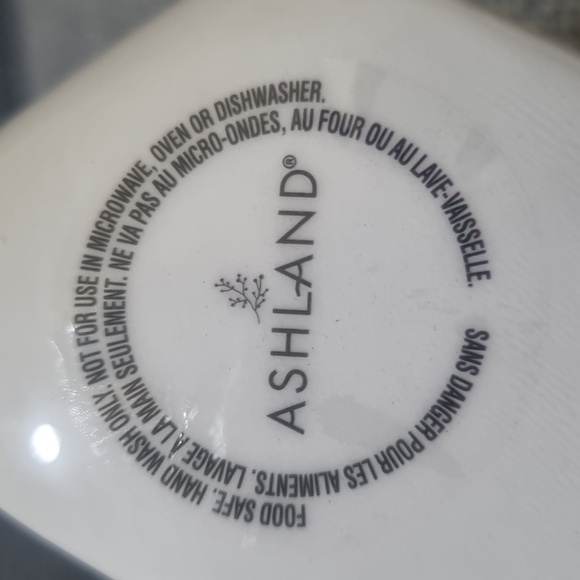 FOOD SAFE. HAND WASH ONLY. NOT FOR USE IN MICROWAVE, OVEN OR DISHWASHER.
SANS DANGER POUR LES ALIMENTS. LAVAGE À LA MAIN SEULEMENT. NE VA PAS AU MICRO-ONDES, AU FOUR OU AU LAVE-VAISSELLE.
ASHLAND®